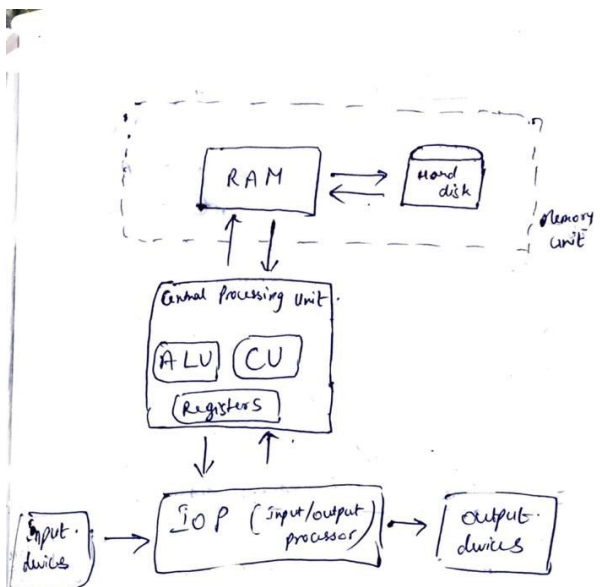 RAM
Hard
disk
Memory
unit
Central Processing Unit.
ALU
CU
Registers
Input.
devices
IOP (Input/output
processor)
output.
devices